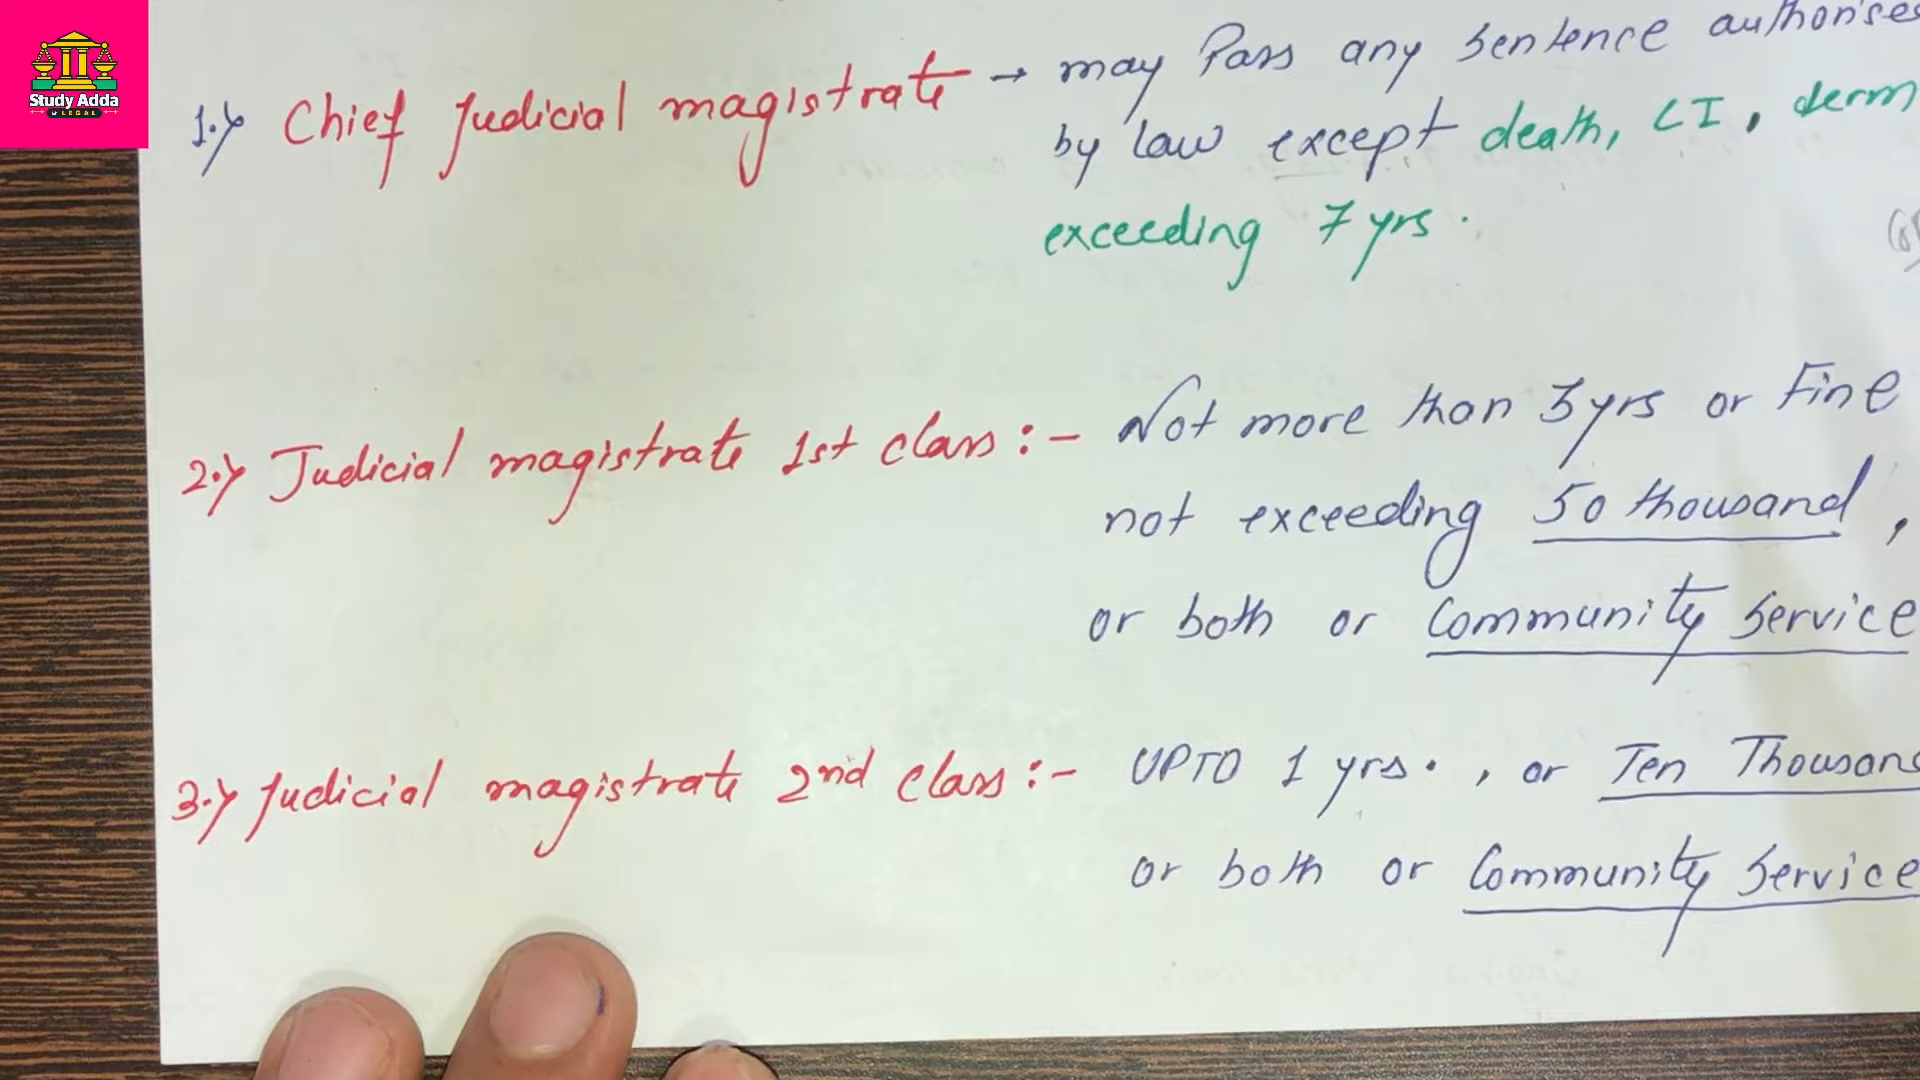 Study Adda
LEGAL
1.) Chief Judicial magistrate → may Pass any sentence authorises
by law except death, LI, term
exceeding 7 yrs.
2.) Judicial magistrate 1st class :- Not more than 3 yrs or Fine
not exceeding 50 thousand,
or both or Community Service
3.) Judicial magistrate 2nd class :- UPTO 1 yrs. , or Ten Thousand
or both or Community Service